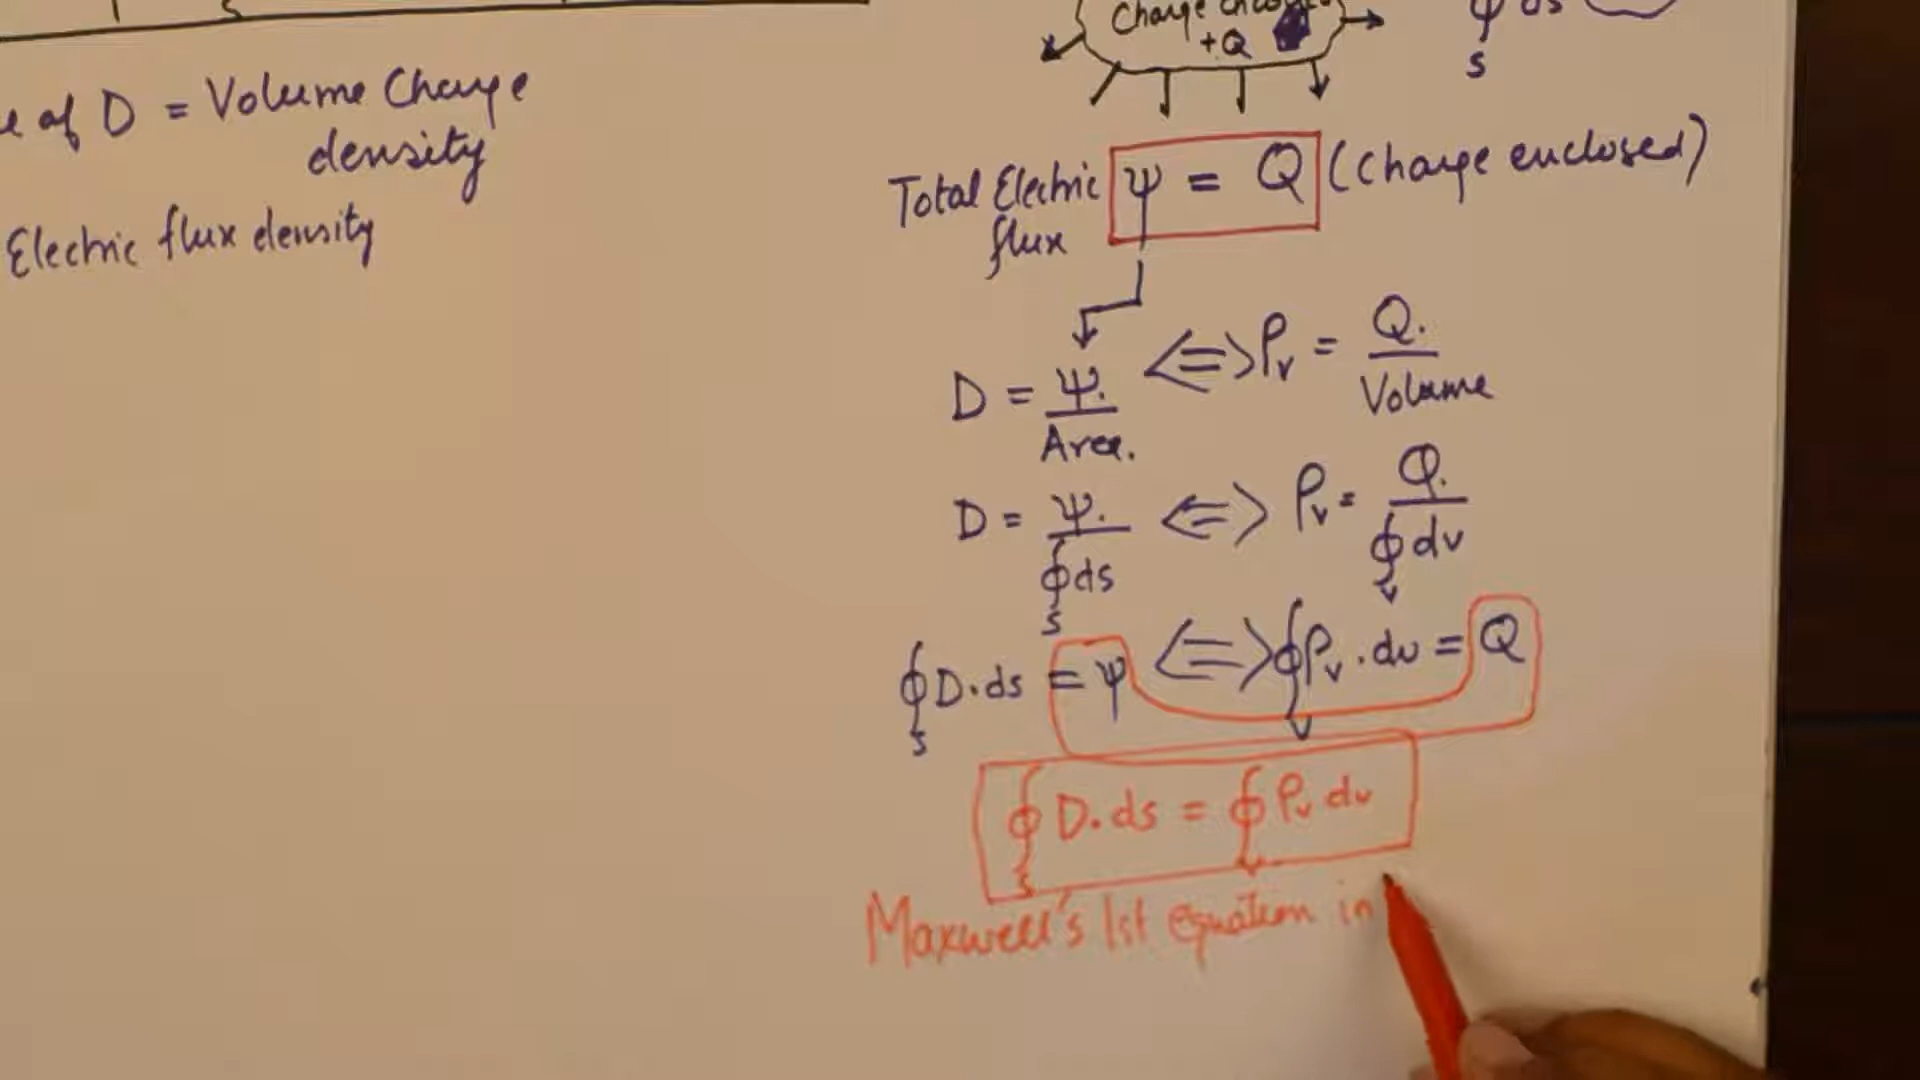 of D = Volume Charge
density
Electric flux density
Charge
+Q
ds
s
Total Electric ψ = Q (Charge enclosed)
flux
D = ψ. / Area. <=> ρv = Q. / Volume
D = ψ. / ∮s ds <=> ρv = Q. / ∮v dv
∮s D.ds = ψ <=> ∮v ρv . dv = Q
∮s D.ds = ∮v ρv dv
Maxwell's 1st equation in